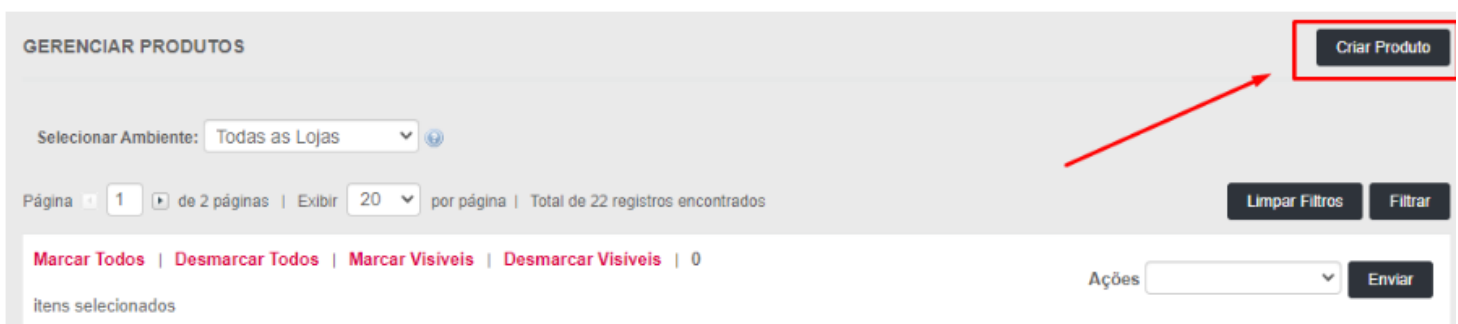 GERENCIAR PRODUTOS
Criar Produto
Selecionar Ambiente: Todas as Lojas
Página 1 de 2 páginas | Exibir 20 por página | Total de 22 registros encontrados
Limpar Filtros Filtrar
Marcar Todos | Desmarcar Todos | Marcar Visíveis | Desmarcar Visíveis | 0
itens selecionados
Ações Enviar